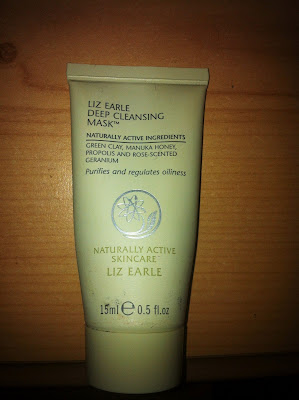 LIZ EARLE
DEEP CLEANSING
MASK™
NATURALLY ACTIVE INGREDIENTS
GREEN CLAY, MANUKA HONEY,
PROPOLIS AND ROSE-SCENTED
GERANIUM
Purifies and regulates oiliness
NATURALLY ACTIVE
SKINCARE™
LIZ EARLE
15ml ℮ 0.5 fl.oz